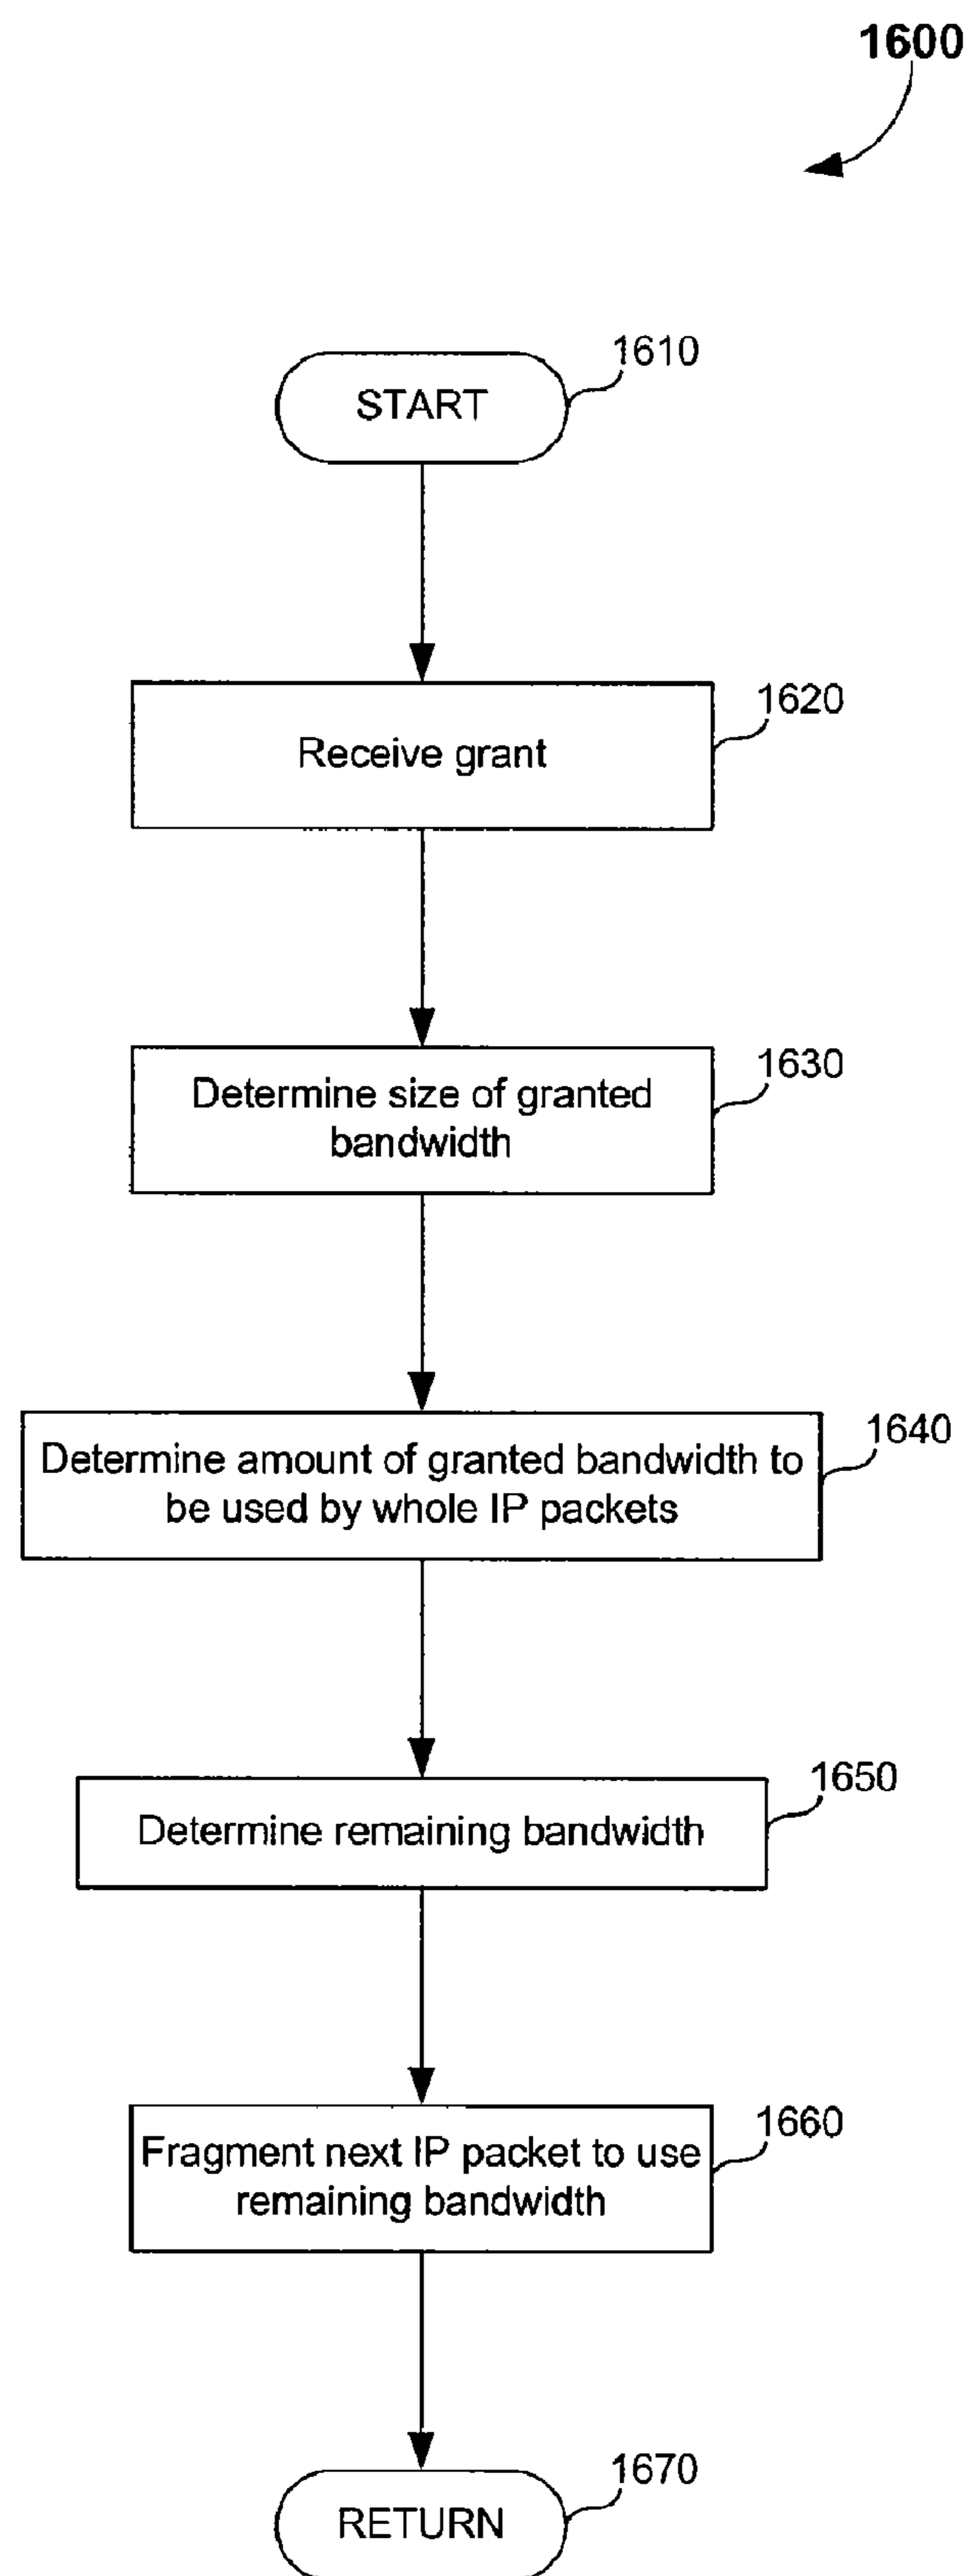 1600
1610
START
1620
Receive grant
1630
Determine size of granted
bandwidth
1640
Determine amount of granted bandwidth to
be used by whole IP packets
1650
Determine remaining bandwidth
1660
Fragment next IP packet to use
remaining bandwidth
1670
RETURN